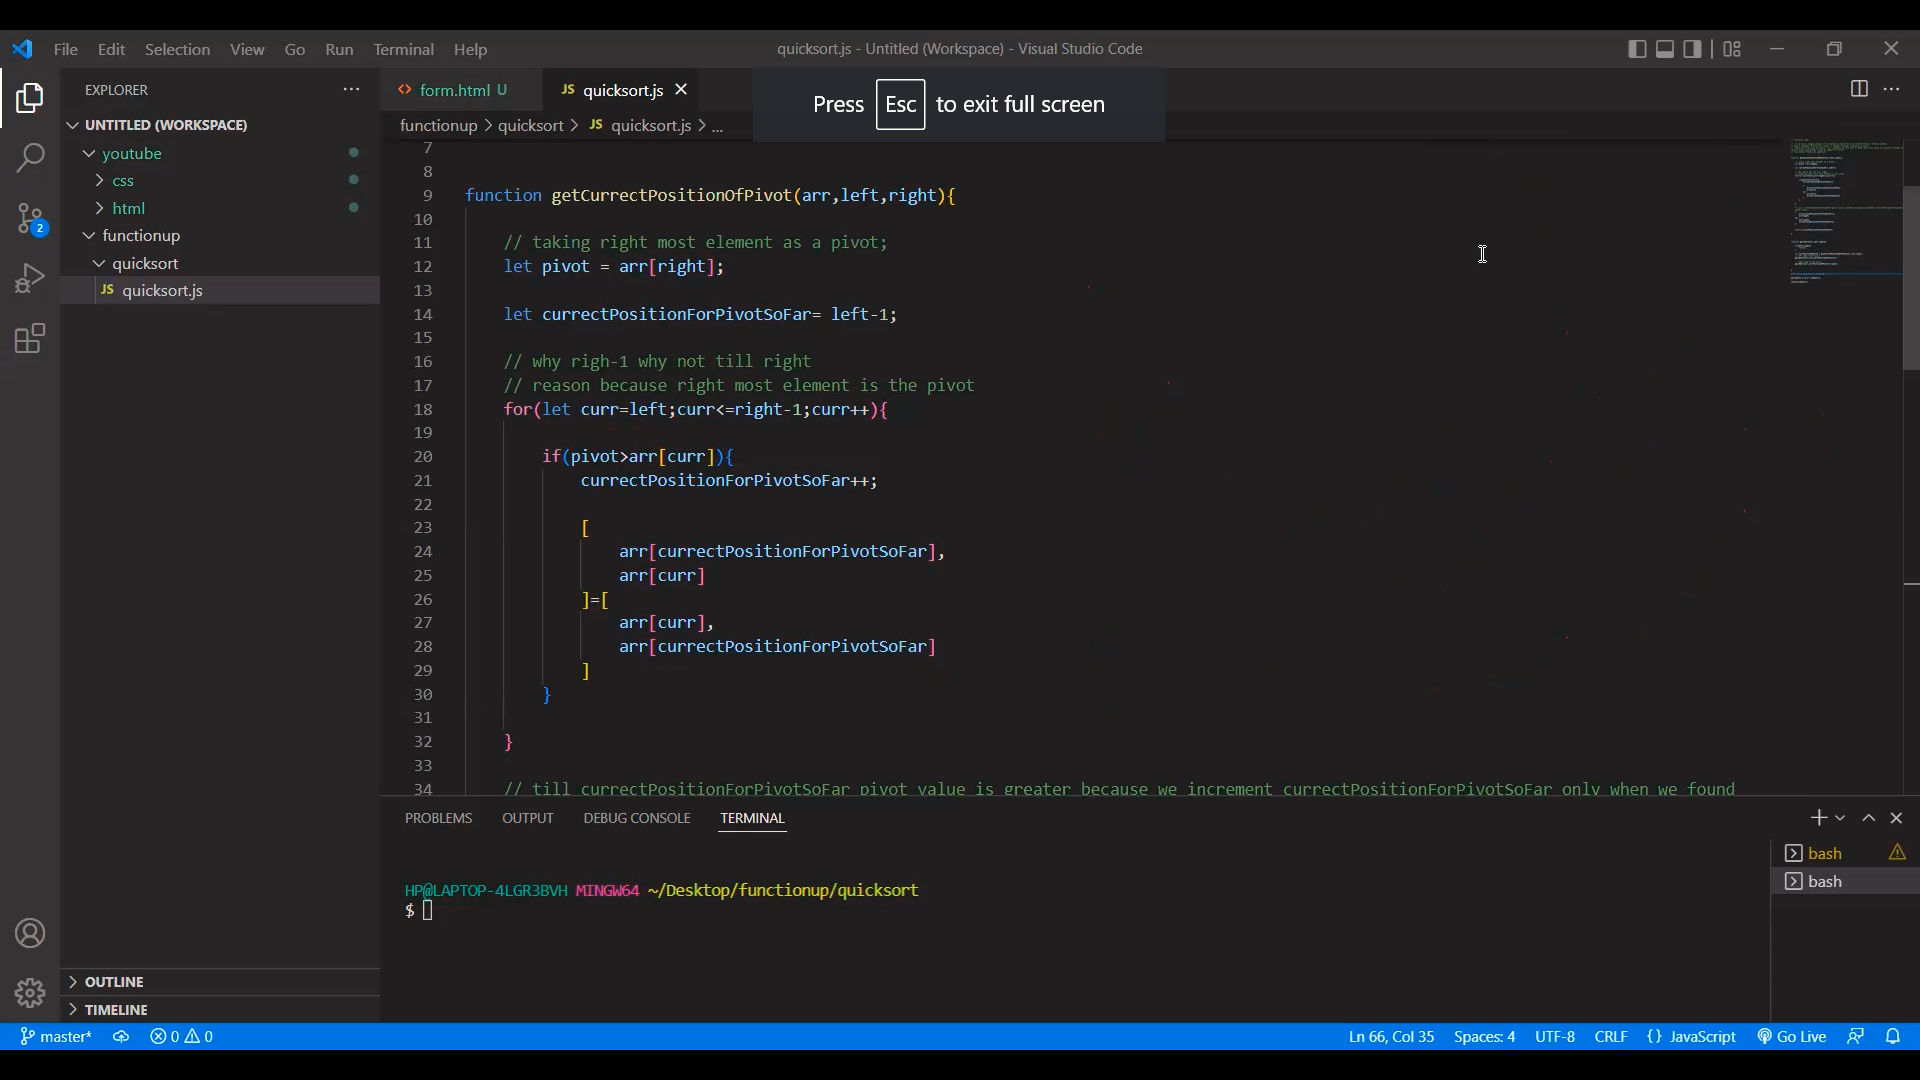 File Edit Selection View Go Run Terminal Help
quicksort.js - Untitled (Workspace) - Visual Studio Code
EXPLORER
UNTITLED (WORKSPACE)
youtube
css
html
functionup
quicksort
JS quicksort.js
2
<> form.html U
JS quicksort.js
Press Esc to exit full screen
functionup > quicksort > JS quicksort.js > ...
7
8
9 function getCurrectPositionOfPivot(arr,left,right){
10
11 // taking right most element as a pivot;
12 let pivot = arr[right];
13
14 let currectPositionForPivotSoFar= left-1;
15
16 // why righ-1 why not till right
17 // reason because right most element is the pivot
18 for(let curr=left;curr<=right-1;curr++){
19
20 if(pivot>arr[curr]){
21 currectPositionForPivotSoFar++;
22
23 [
24 arr[currectPositionForPivotSoFar],
25 arr[curr]
26 ]=[
27 arr[curr],
28 arr[currectPositionForPivotSoFar]
29 ]
30 }
31
32 }
33
34 // till currectPositionForPivotSoFar pivot value is greater because we increment currectPositionForPivotSoFar only when we found
PROBLEMS OUTPUT DEBUG CONSOLE TERMINAL
HP@LAPTOP-4LGR3BVH MINGW64 ~/Desktop/functionup/quicksort
$
bash
bash
OUTLINE
TIMELINE
master* 0 0 Ln 66, Col 35 Spaces: 4 UTF-8 CRLF {} JavaScript Go Live